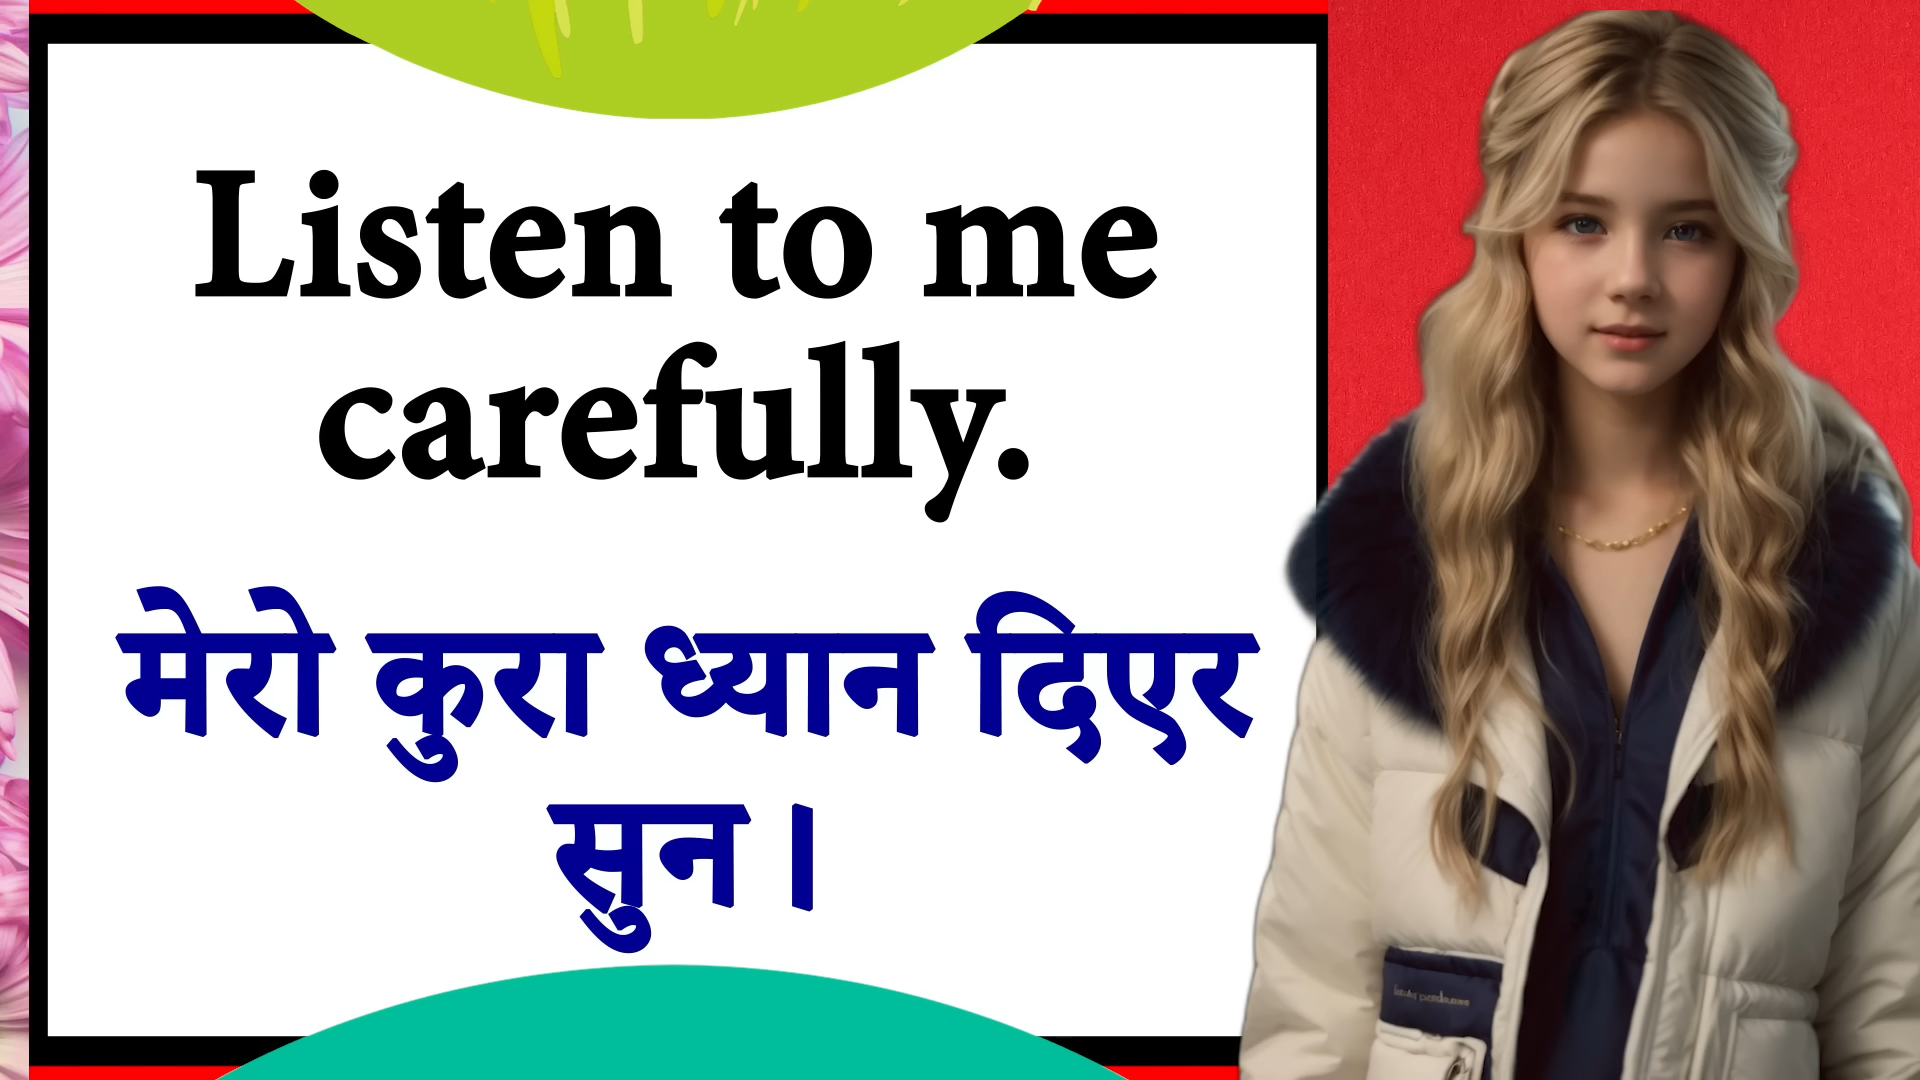 Listen to me
carefully.
मेरो कुरा ध्यान दिएर
सुन ।